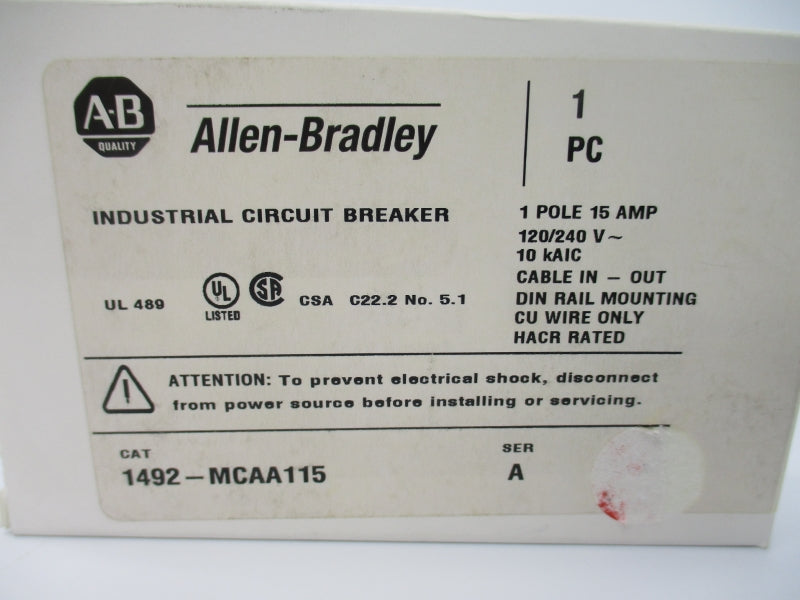 A-B
QUALITY
Allen-Bradley
1
PC
INDUSTRIAL CIRCUIT BREAKER
1 POLE 15 AMP
120/240 V~
10 kAIC
CABLE IN – OUT
DIN RAIL MOUNTING
CU WIRE ONLY
HACR RATED
UL 489
UL
LISTED
SA
CSA C22.2 No. 5.1
ATTENTION: To prevent electrical shock, disconnect
from power source before installing or servicing.
CAT
1492–MCAA115
SER
A